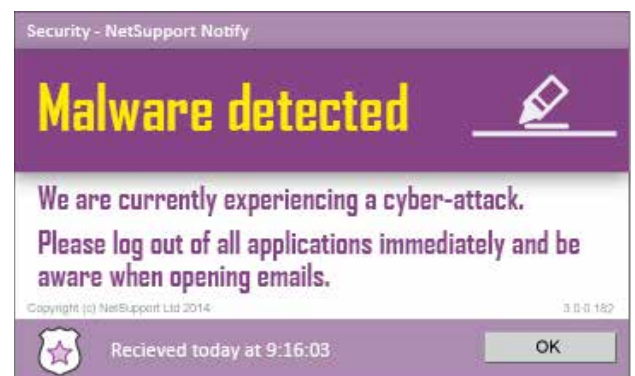 Security - NetSupport Notify
Malware detected
We are currently experiencing a cyber-attack.
Please log out of all applications immediately and be
aware when opening emails.
Copyright (c) NetSupport Ltd 2014 3.0.0.182
Recieved today at 9:16:03 OK